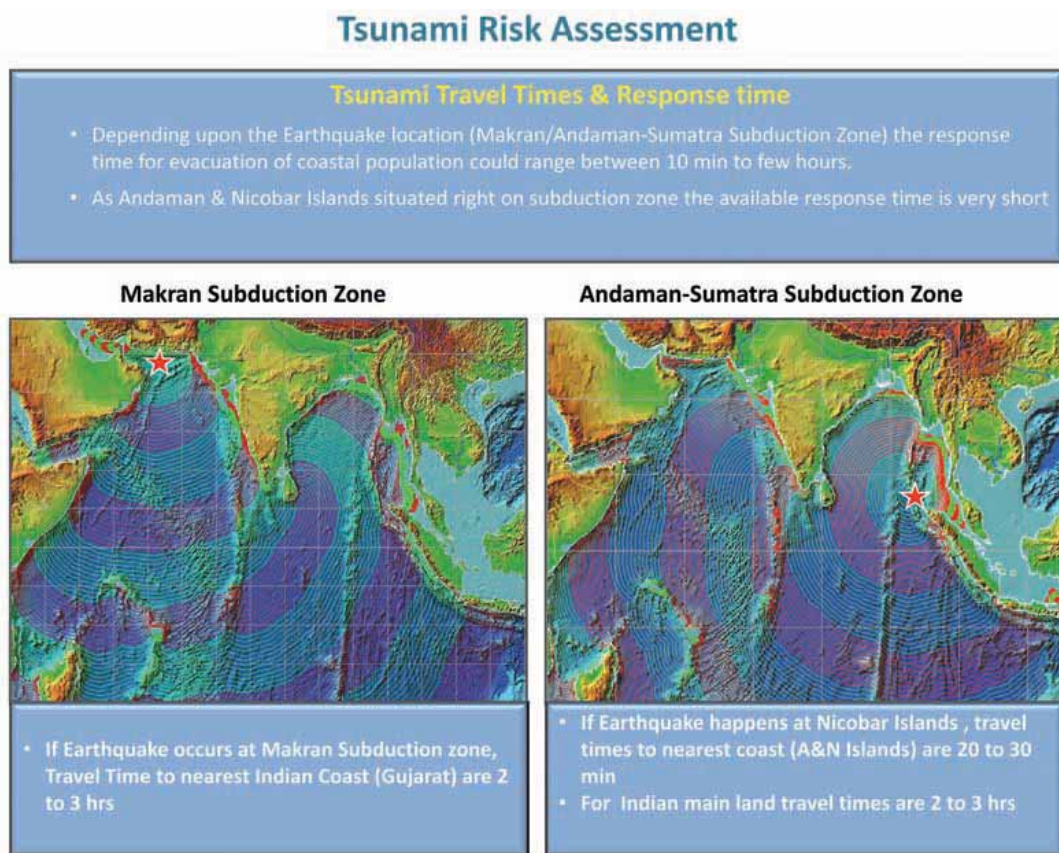 Tsunami Risk Assessment
Tsunami Travel Times & Response time
• Depending upon the Earthquake location (Makran/Andaman-Sumatra Subduction Zone) the response
time for evacuation of coastal population could range between 10 min to few hours.
• As Andaman & Nicobar Islands situated right on subduction zone the available response time is very short
Makran Subduction Zone
Andaman-Sumatra Subduction Zone
• If Earthquake occurs at Makran Subduction zone,
Travel Time to nearest Indian Coast (Gujarat) are 2
to 3 hrs
• If Earthquake happens at Nicobar Islands , travel
times to nearest coast (A&N Islands) are 20 to 30
min
• For Indian main land travel times are 2 to 3 hrs